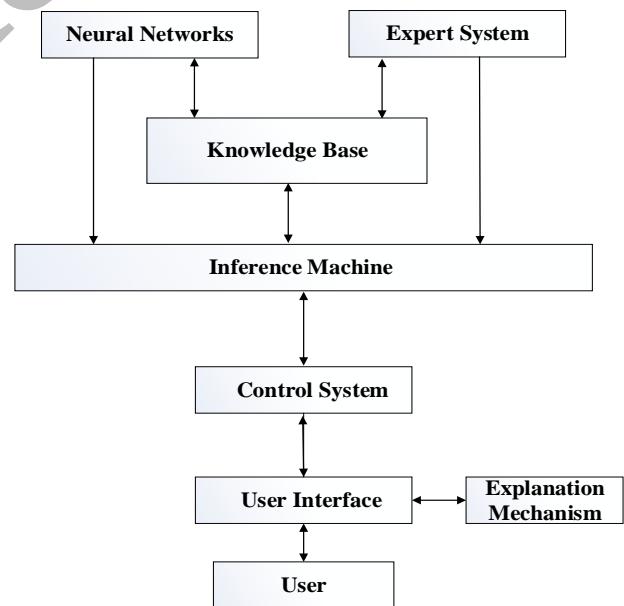 Neural Networks
Expert System
Knowledge Base
Inference Machine
Control System
User Interface
Explanation
Mechanism
User